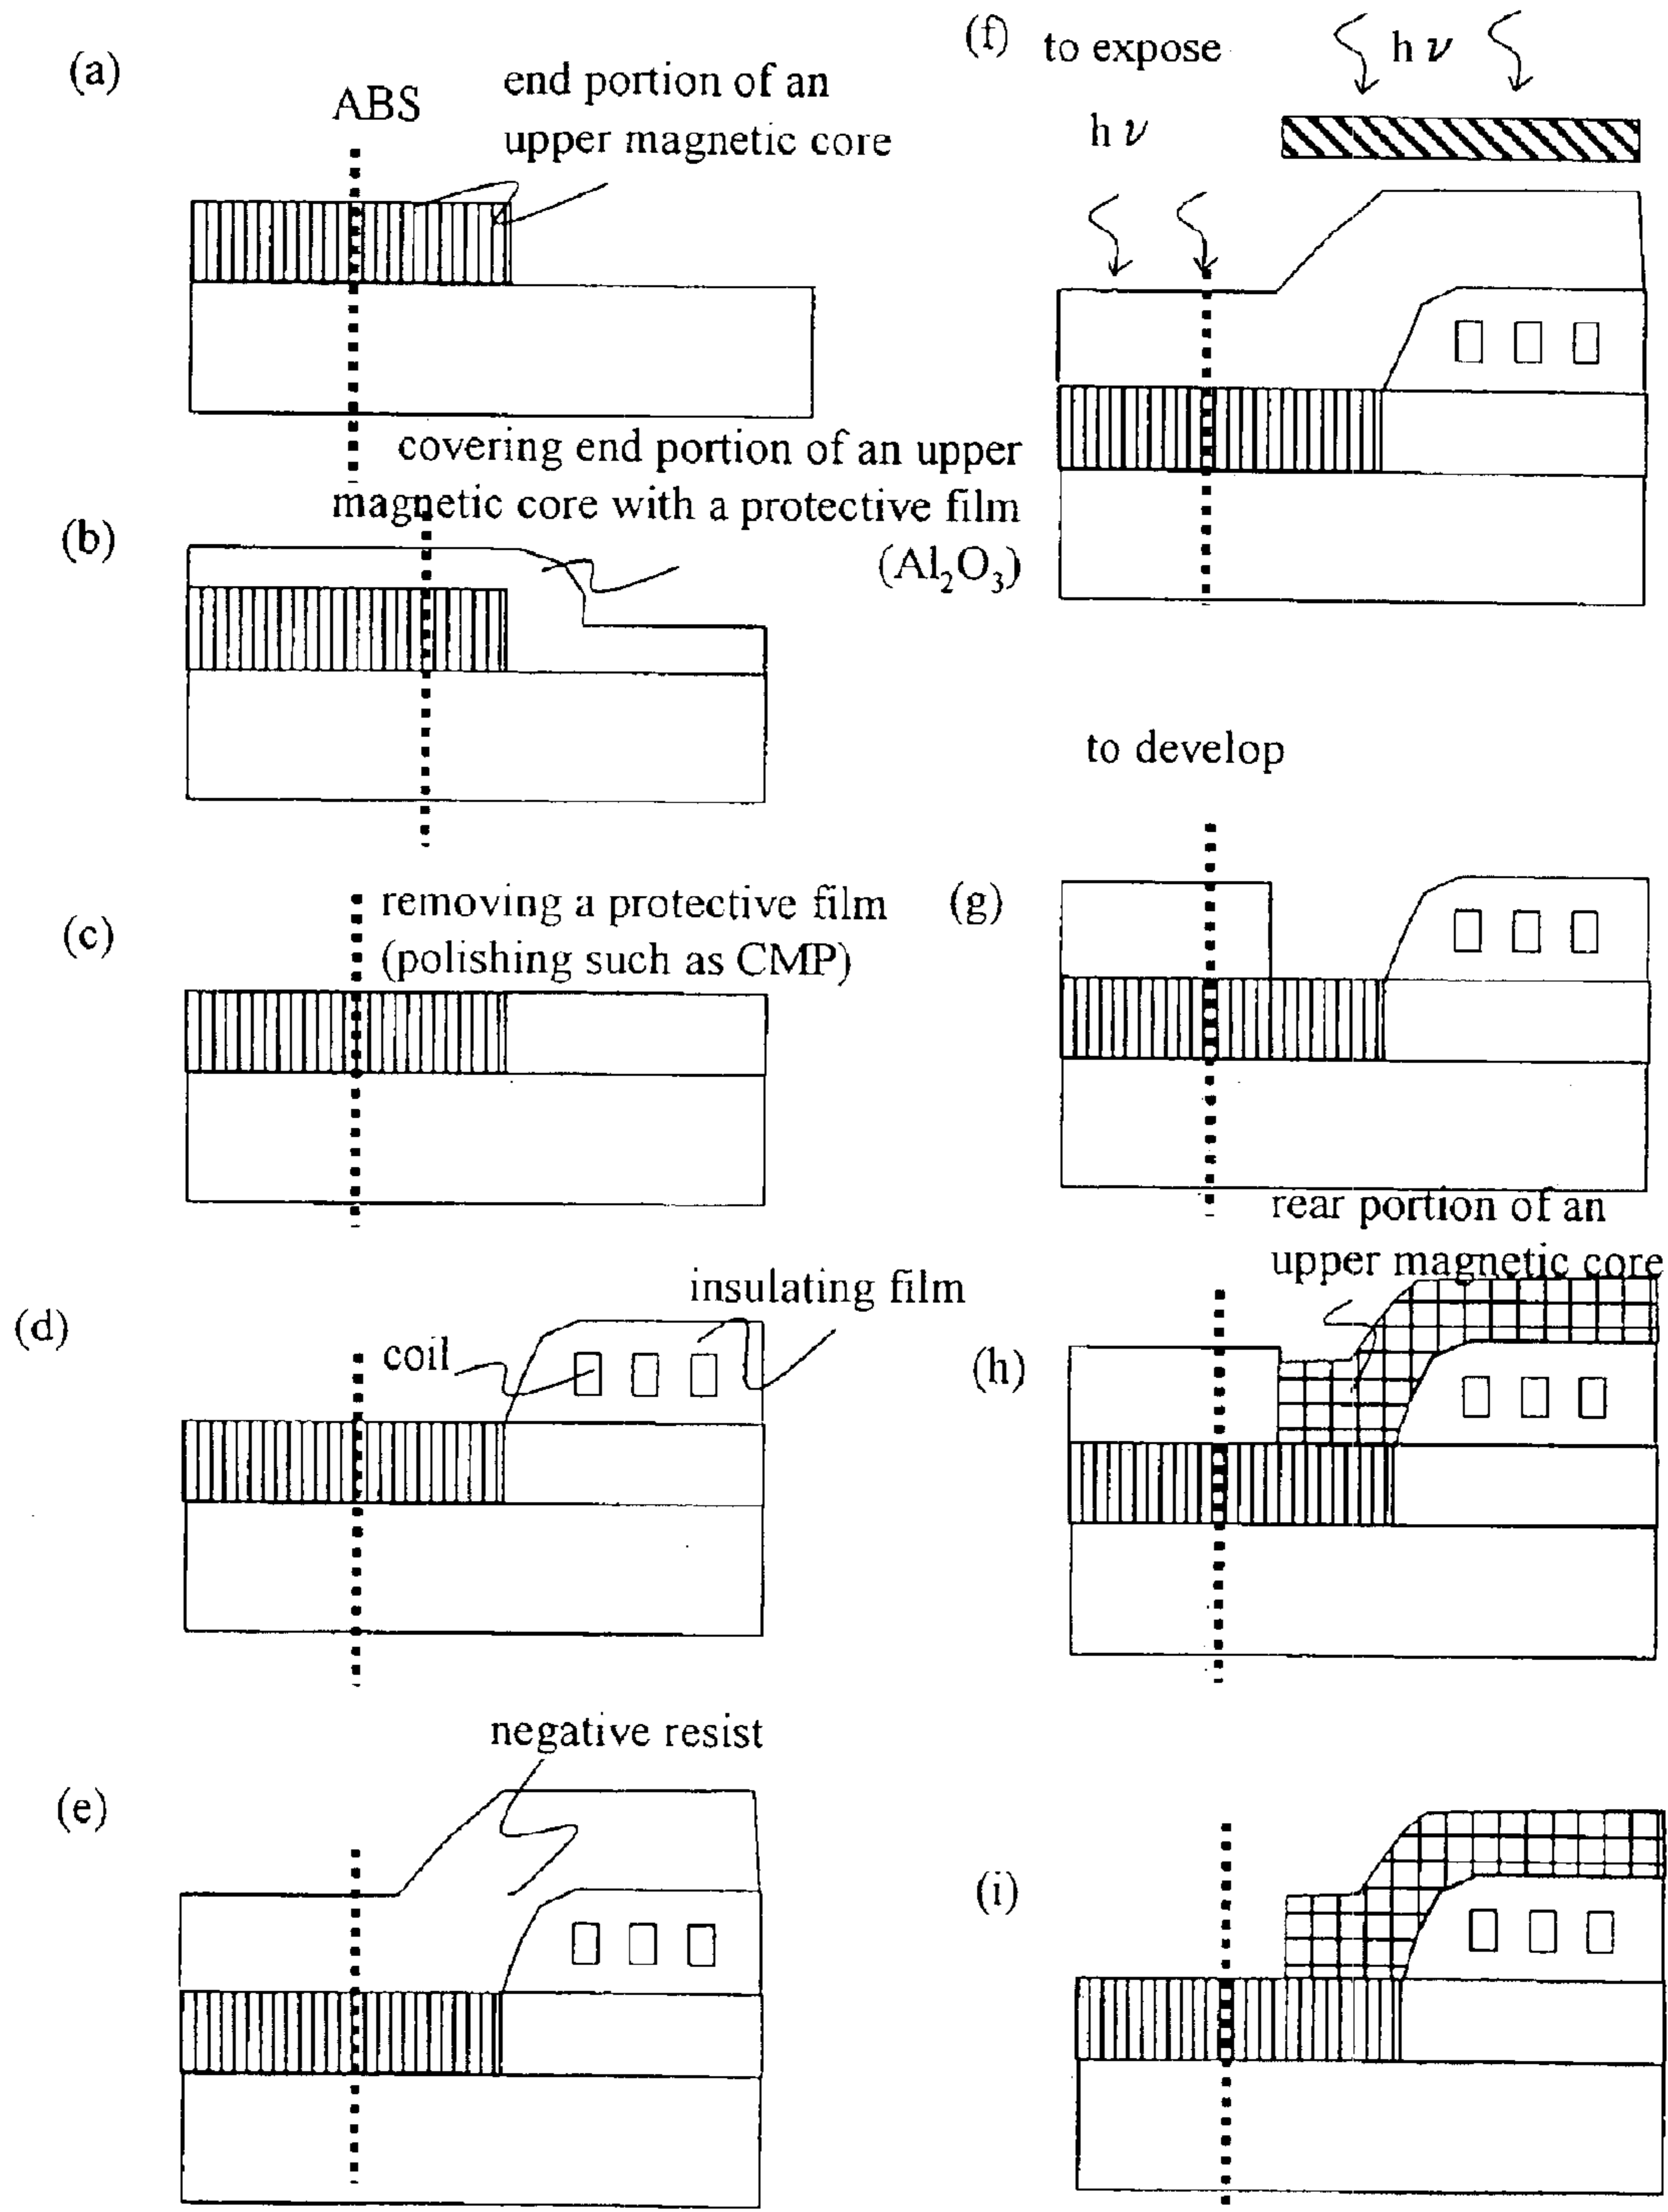 (a)
ABS
end portion of an
upper magnetic core
covering end portion of an upper
magnetic core with a protective film
(Al₂O₃)
(b)
(c)
removing a protective film
(polishing such as CMP)
(d)
coil
insulating film
(e)
negative resist
(f) to expose
h ν
h ν
to develop
(g)
rear portion of an
upper magnetic core
(h)
(i)